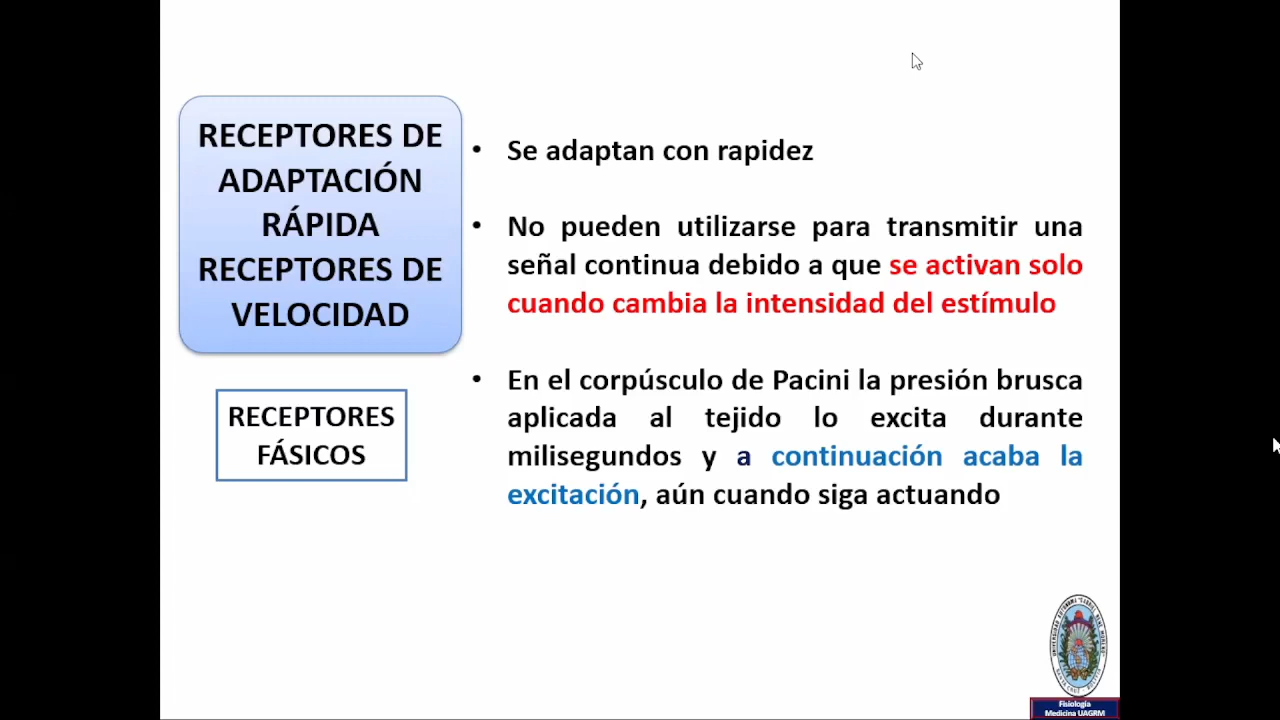 RECEPTORES DE
ADAPTACIÓN
RÁPIDA
RECEPTORES DE
VELOCIDAD
RECEPTORES
FÁSICOS
• Se adaptan con rapidez
• No pueden utilizarse para transmitir una
señal continua debido a que se activan solo
cuando cambia la intensidad del estímulo
• En el corpúsculo de Pacini la presión brusca
aplicada al tejido lo excita durante
milisegundos y a continuación acaba la
excitación, aún cuando siga actuando
Fisiología
Medicina UAGRM